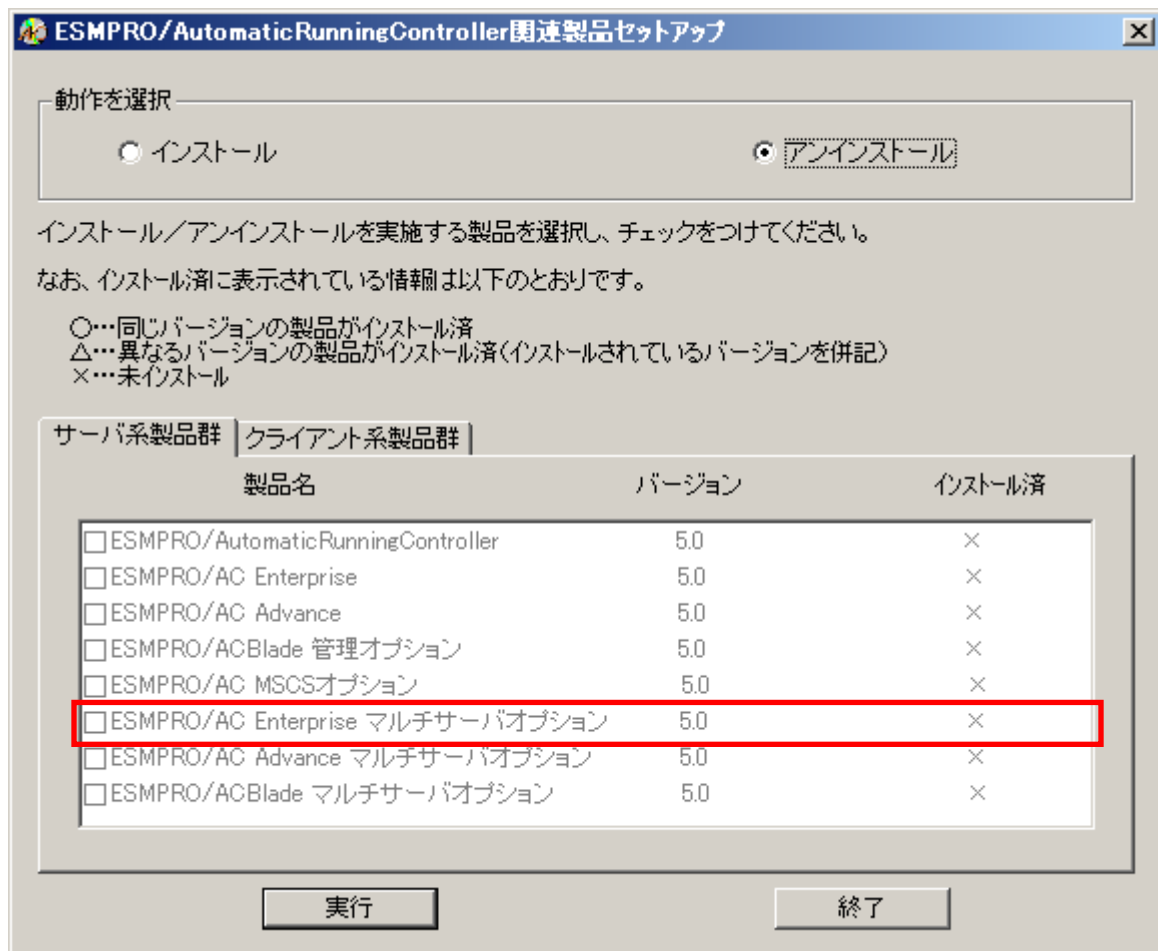 ESMPRO/AutomaticRunningController関連製品セットアップ
動作を選択
インストール
アンインストール
インストール／アンインストールを実施する製品を選択し、チェックをつけてください。
なお、インストール済に表示されている情報は以下のとおりです。
○…同じバージョンの製品がインストール済
△…異なるバージョンの製品がインストール済(インストールされているバージョンを併記)
×…未インストール
サーバ系製品群 クライアント系製品群
製品名 バージョン インストール済
ESMPRO/AutomaticRunningController 5.0 ×
ESMPRO/AC Enterprise 5.0 ×
ESMPRO/AC Advance 5.0 ×
ESMPRO/ACBlade 管理オプション 5.0 ×
ESMPRO/AC MSCSオプション 5.0 ×
ESMPRO/AC Enterprise マルチサーバオプション 5.0 ×
ESMPRO/AC Advance マルチサーバオプション 5.0 ×
ESMPRO/ACBlade マルチサーバオプション 5.0 ×
実行 終了